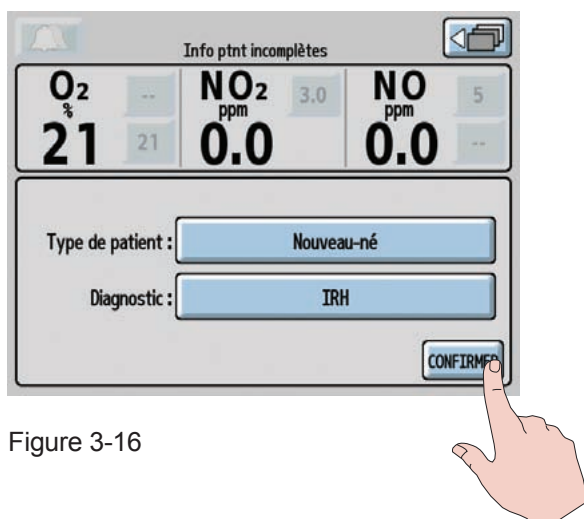 Info ptnt incomplètes
O2 -- NO2 3.0 NO 5
% ppm ppm
21 21 0.0 0.0 --
Type de patient : Nouveau-né
Diagnostic : IRH
CONFIRMER
Figure 3-16